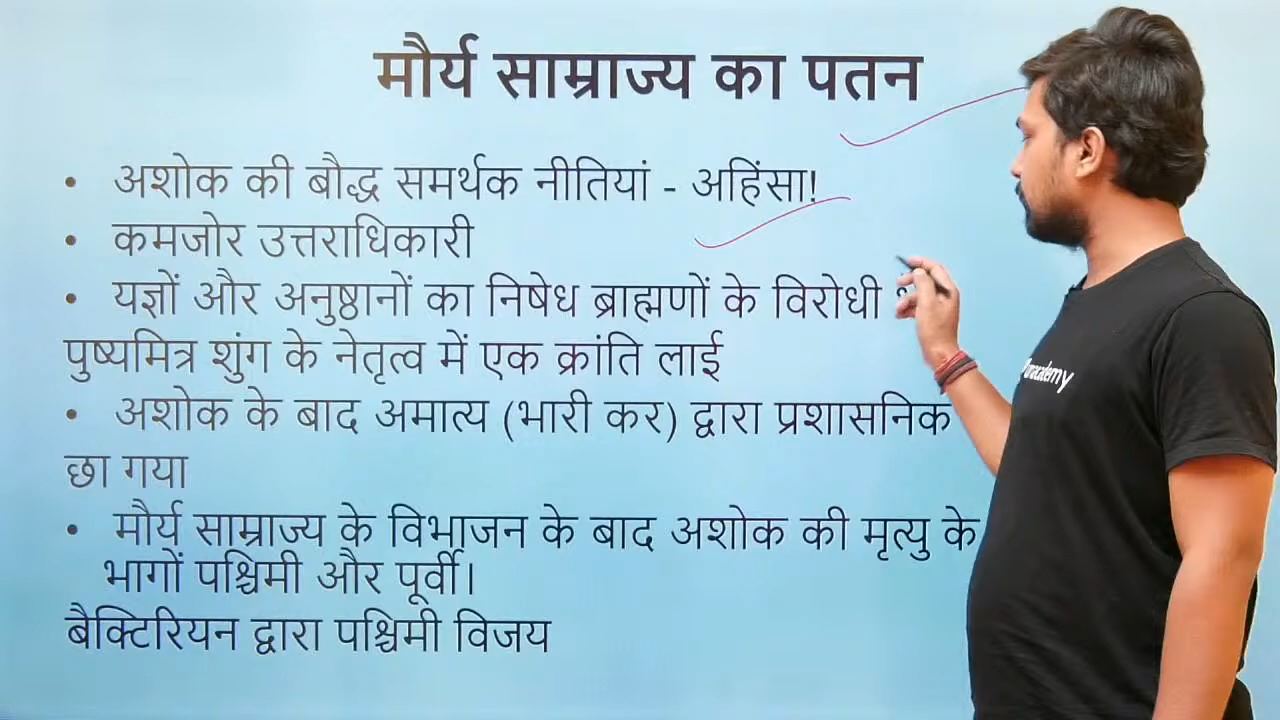 मौर्य साम्राज्य का पतन
• अशोक की बौद्ध समर्थक नीतियां - अहिंसा!
• कमजोर उत्तराधिकारी
• यज्ञों और अनुष्ठानों का निषेध ब्राह्मणों के विरोधी
पुष्यमित्र शुंग के नेतृत्व में एक क्रांति लाई
• अशोक के बाद अमात्य (भारी कर) द्वारा प्रशासनिक
छा गया
• मौर्य साम्राज्य के विभाजन के बाद अशोक की मृत्यु के
भागों पश्चिमी और पूर्वी।
बैक्टिरियन द्वारा पश्चिमी विजय